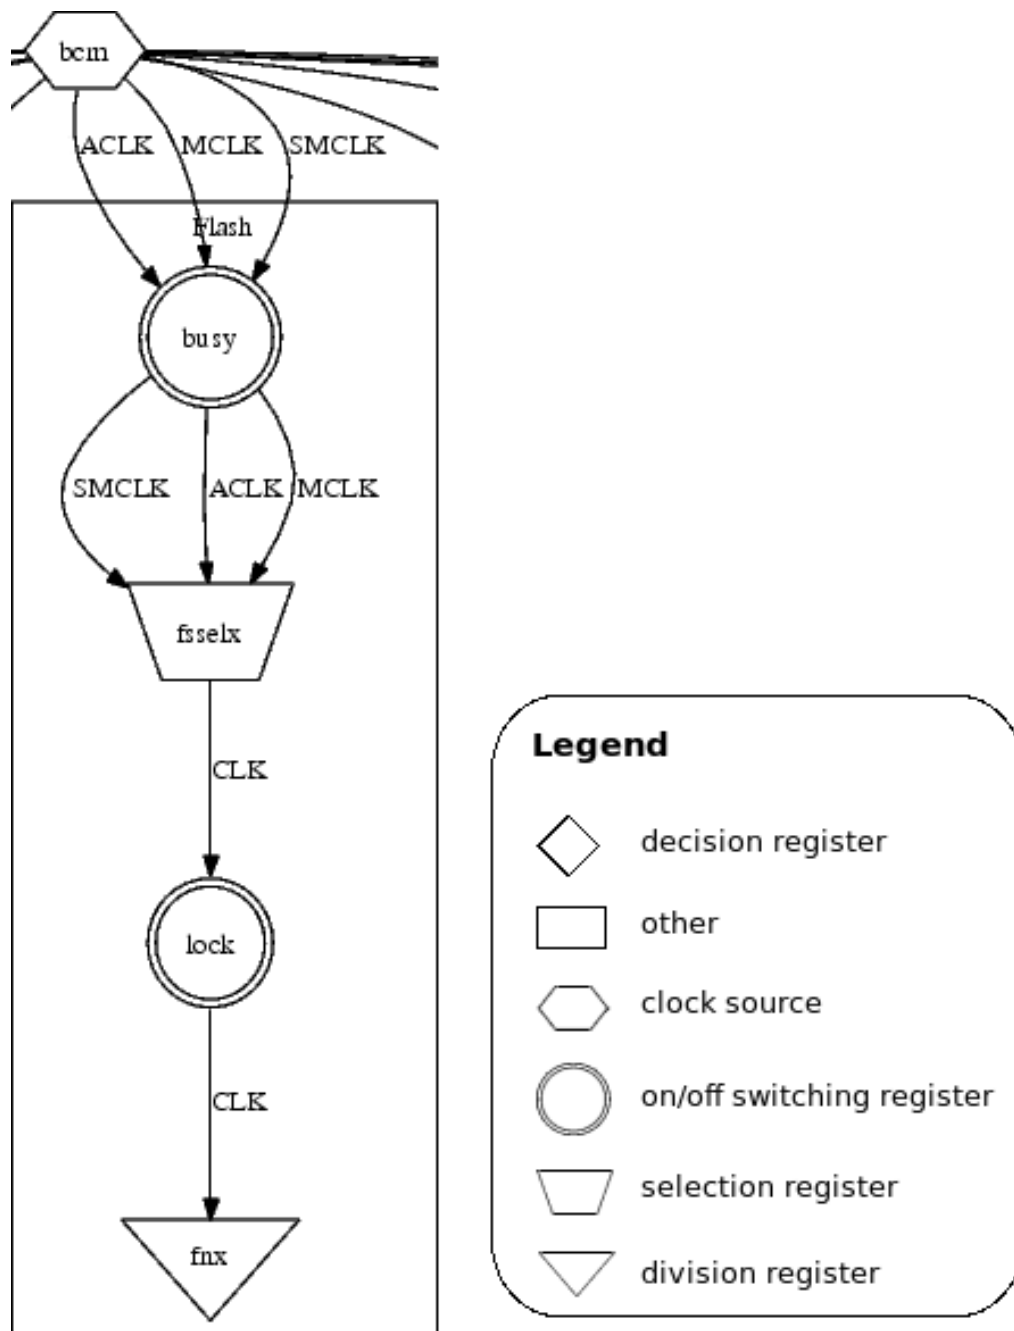 bcm
ACLK
MCLK
SMCLK
Flash
busy
SMCLK
ACLK
MCLK
fsselx
CLK
lock
CLK
fnx
Legend
decision register
other
clock source
on/off switching register
selection register
division register